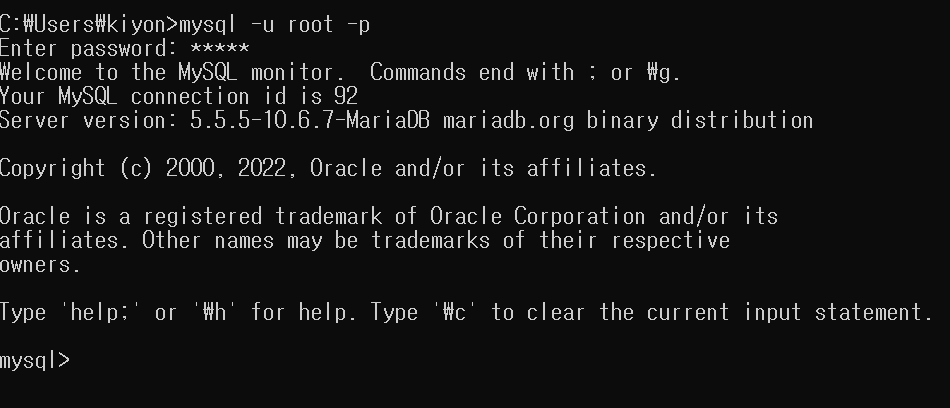 C:₩Users₩kiyon>mysql -u root -p
Enter password: *****
Welcome to the MySQL monitor.  Commands end with ; or ₩g.
Your MySQL connection id is 92
Server version: 5.5.5-10.6.7-MariaDB mariadb.org binary distribution
Copyright (c) 2000, 2022, Oracle and/or its affiliates.
Oracle is a registered trademark of Oracle Corporation and/or its
affiliates. Other names may be trademarks of their respective
owners.
Type 'help;' or '₩h' for help. Type '₩c' to clear the current input statement.
mysql>